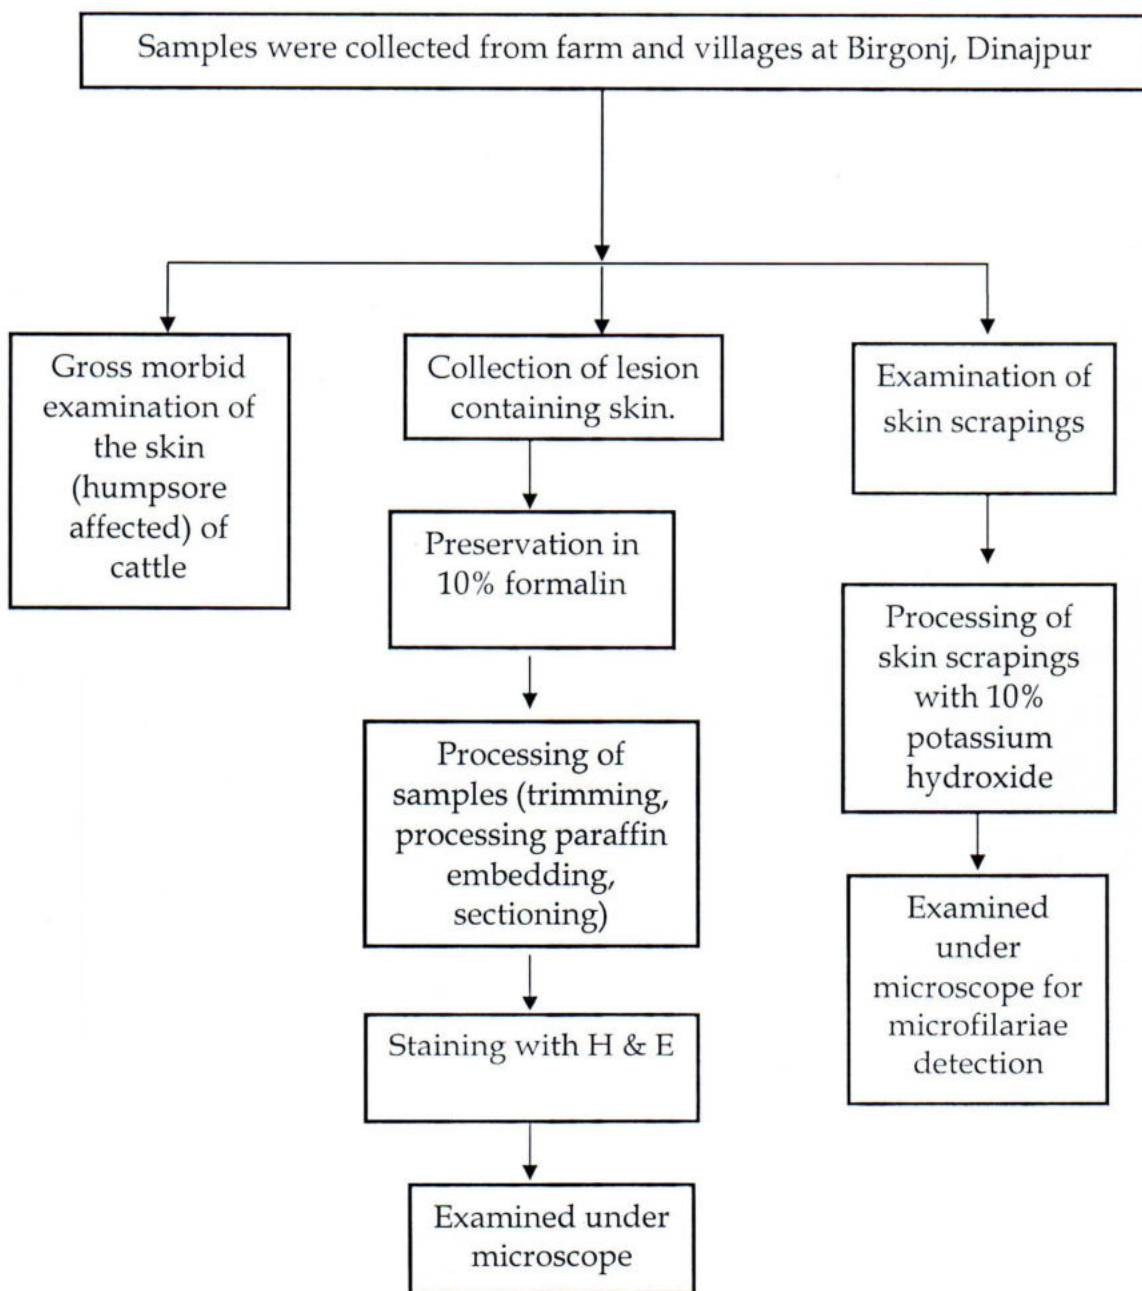 Samples were collected from farm and villages at Birgonj, Dinajpur
Gross morbid
examination of
the skin
(humpsore
affected) of
cattle
Collection of lesion
containing skin.
Preservation in
10% formalin
Processing of
samples (trimming,
processing paraffin
embedding,
sectioning)
Staining with H & E
Examined under
microscope
Examination of
skin scrapings
Processing of
skin scrapings
with 10%
potassium
hydroxide
Examined
under
microscope for
microfilariae
detection